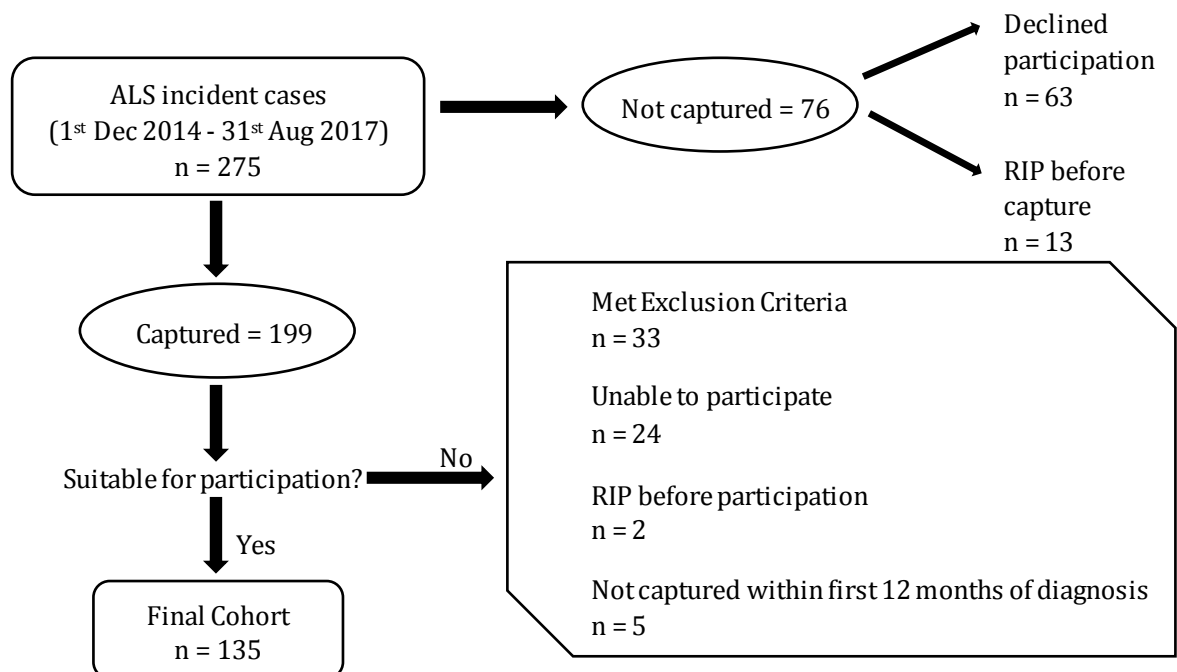 ALS incident cases
(1st Dec 2014 - 31st Aug 2017)
n = 275
Not captured = 76
Declined
participation
n = 63
RIP before
capture
n = 13
Captured = 199
Suitable for participation?
No
Met Exclusion Criteria
n = 33
Unable to participate
n = 24
RIP before participation
n = 2
Not captured within first 12 months of diagnosis
n = 5
Yes
Final Cohort
n = 135